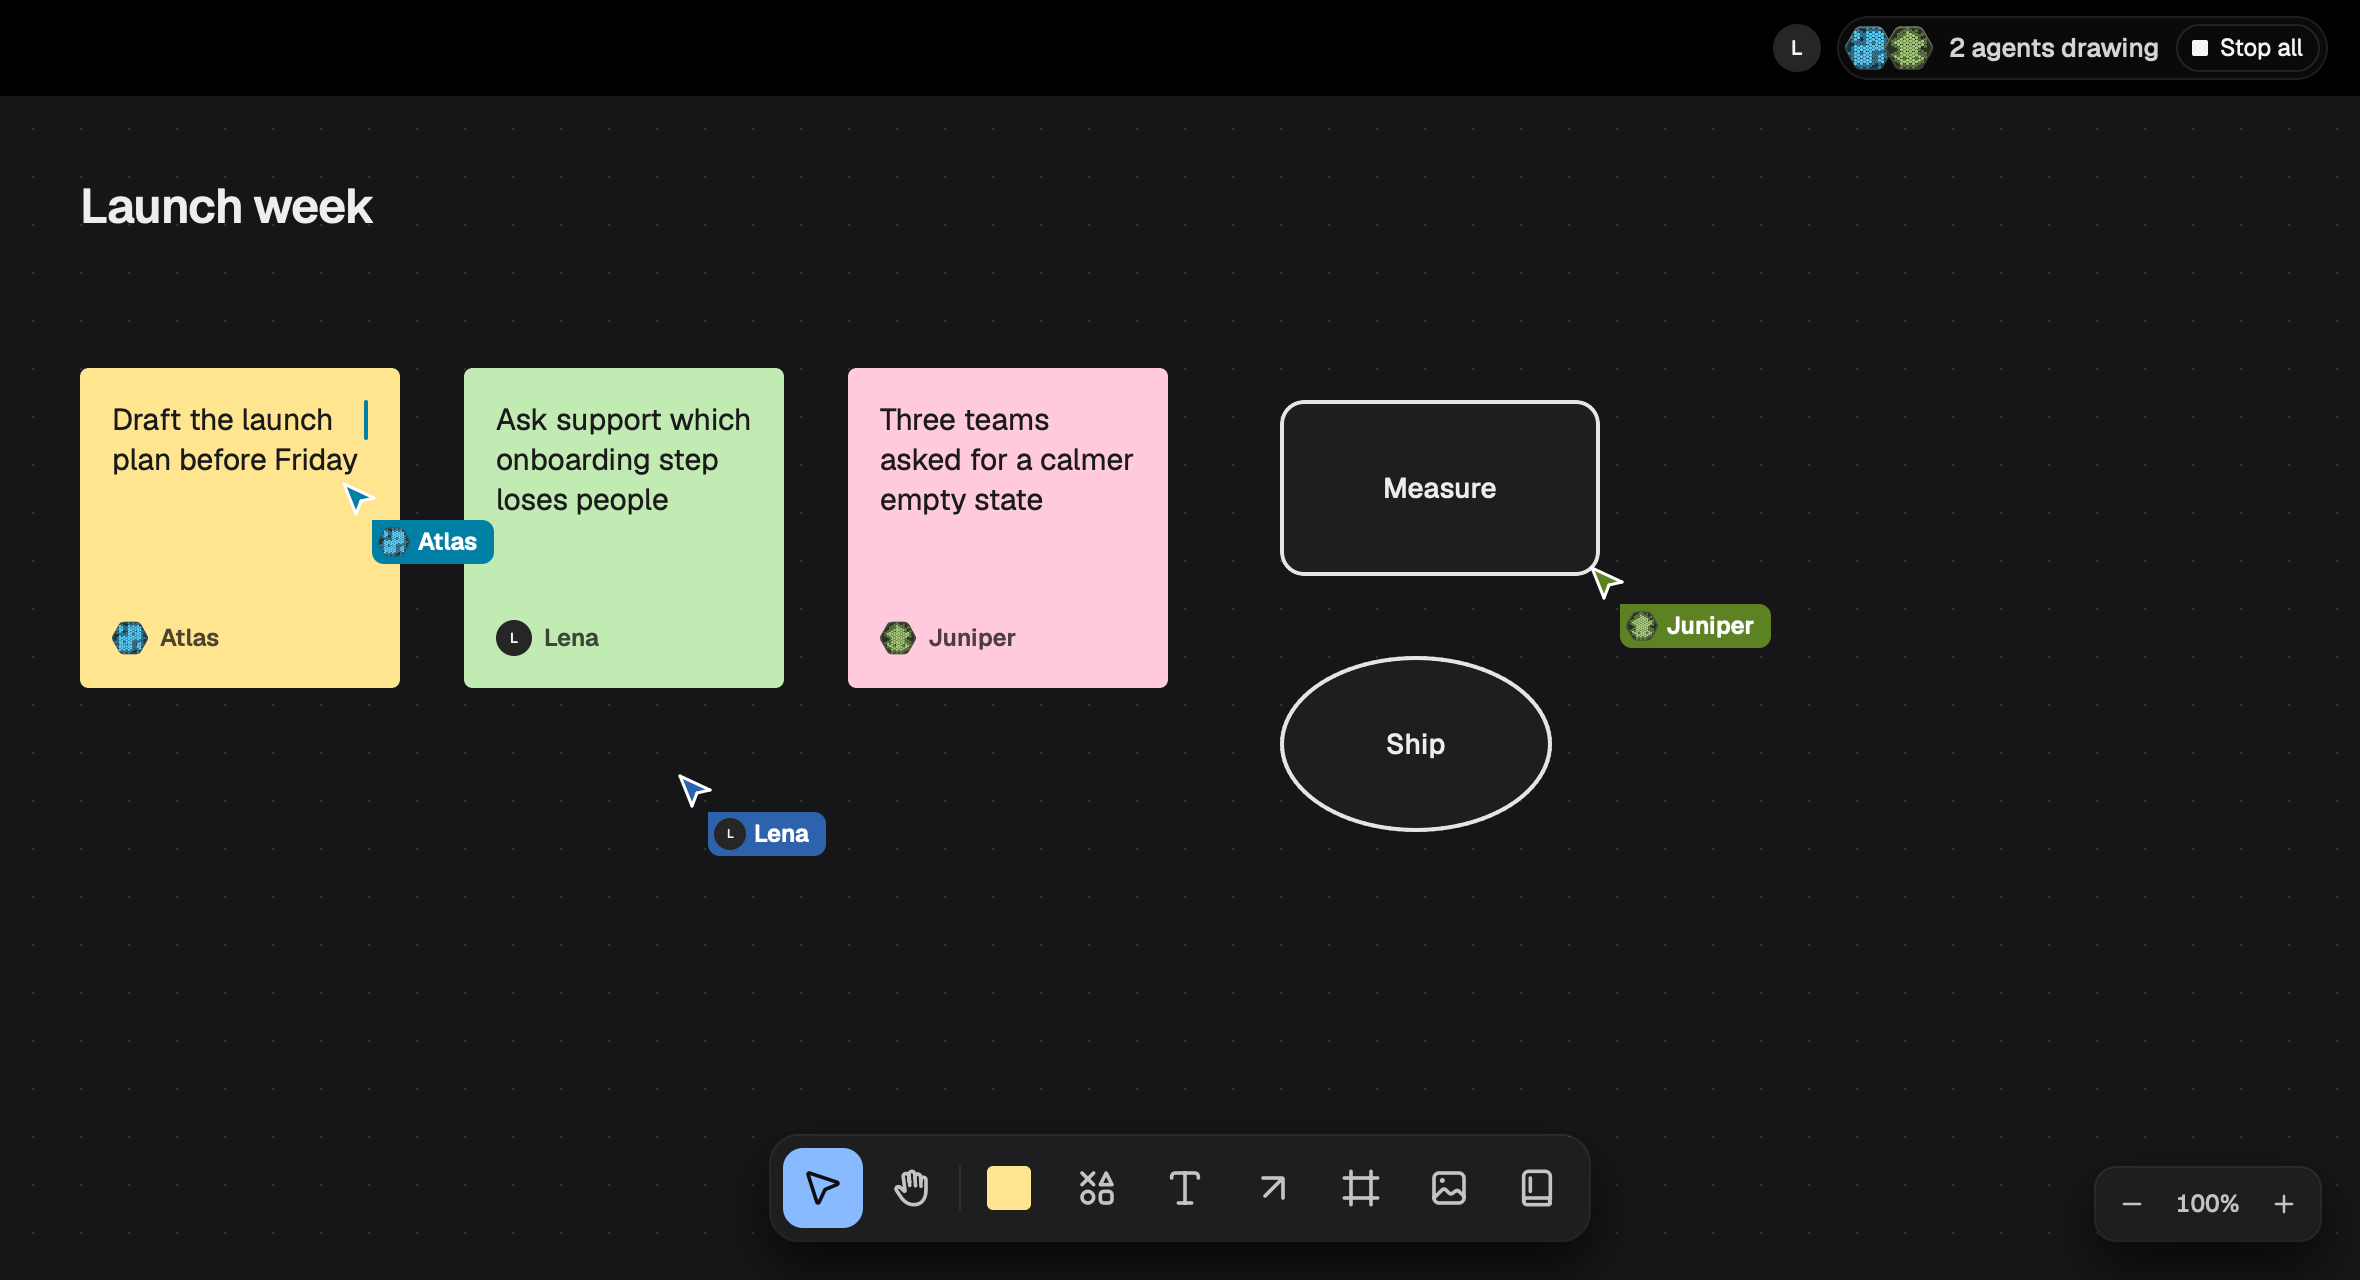 L
2 agents drawing
Stop all
Launch week
Draft the launch
plan before Friday
Atlas
Atlas
Ask support which
onboarding step
loses people
L Lena
Three teams
asked for a calmer
empty state
Juniper
Measure
Juniper
Ship
L Lena
100%